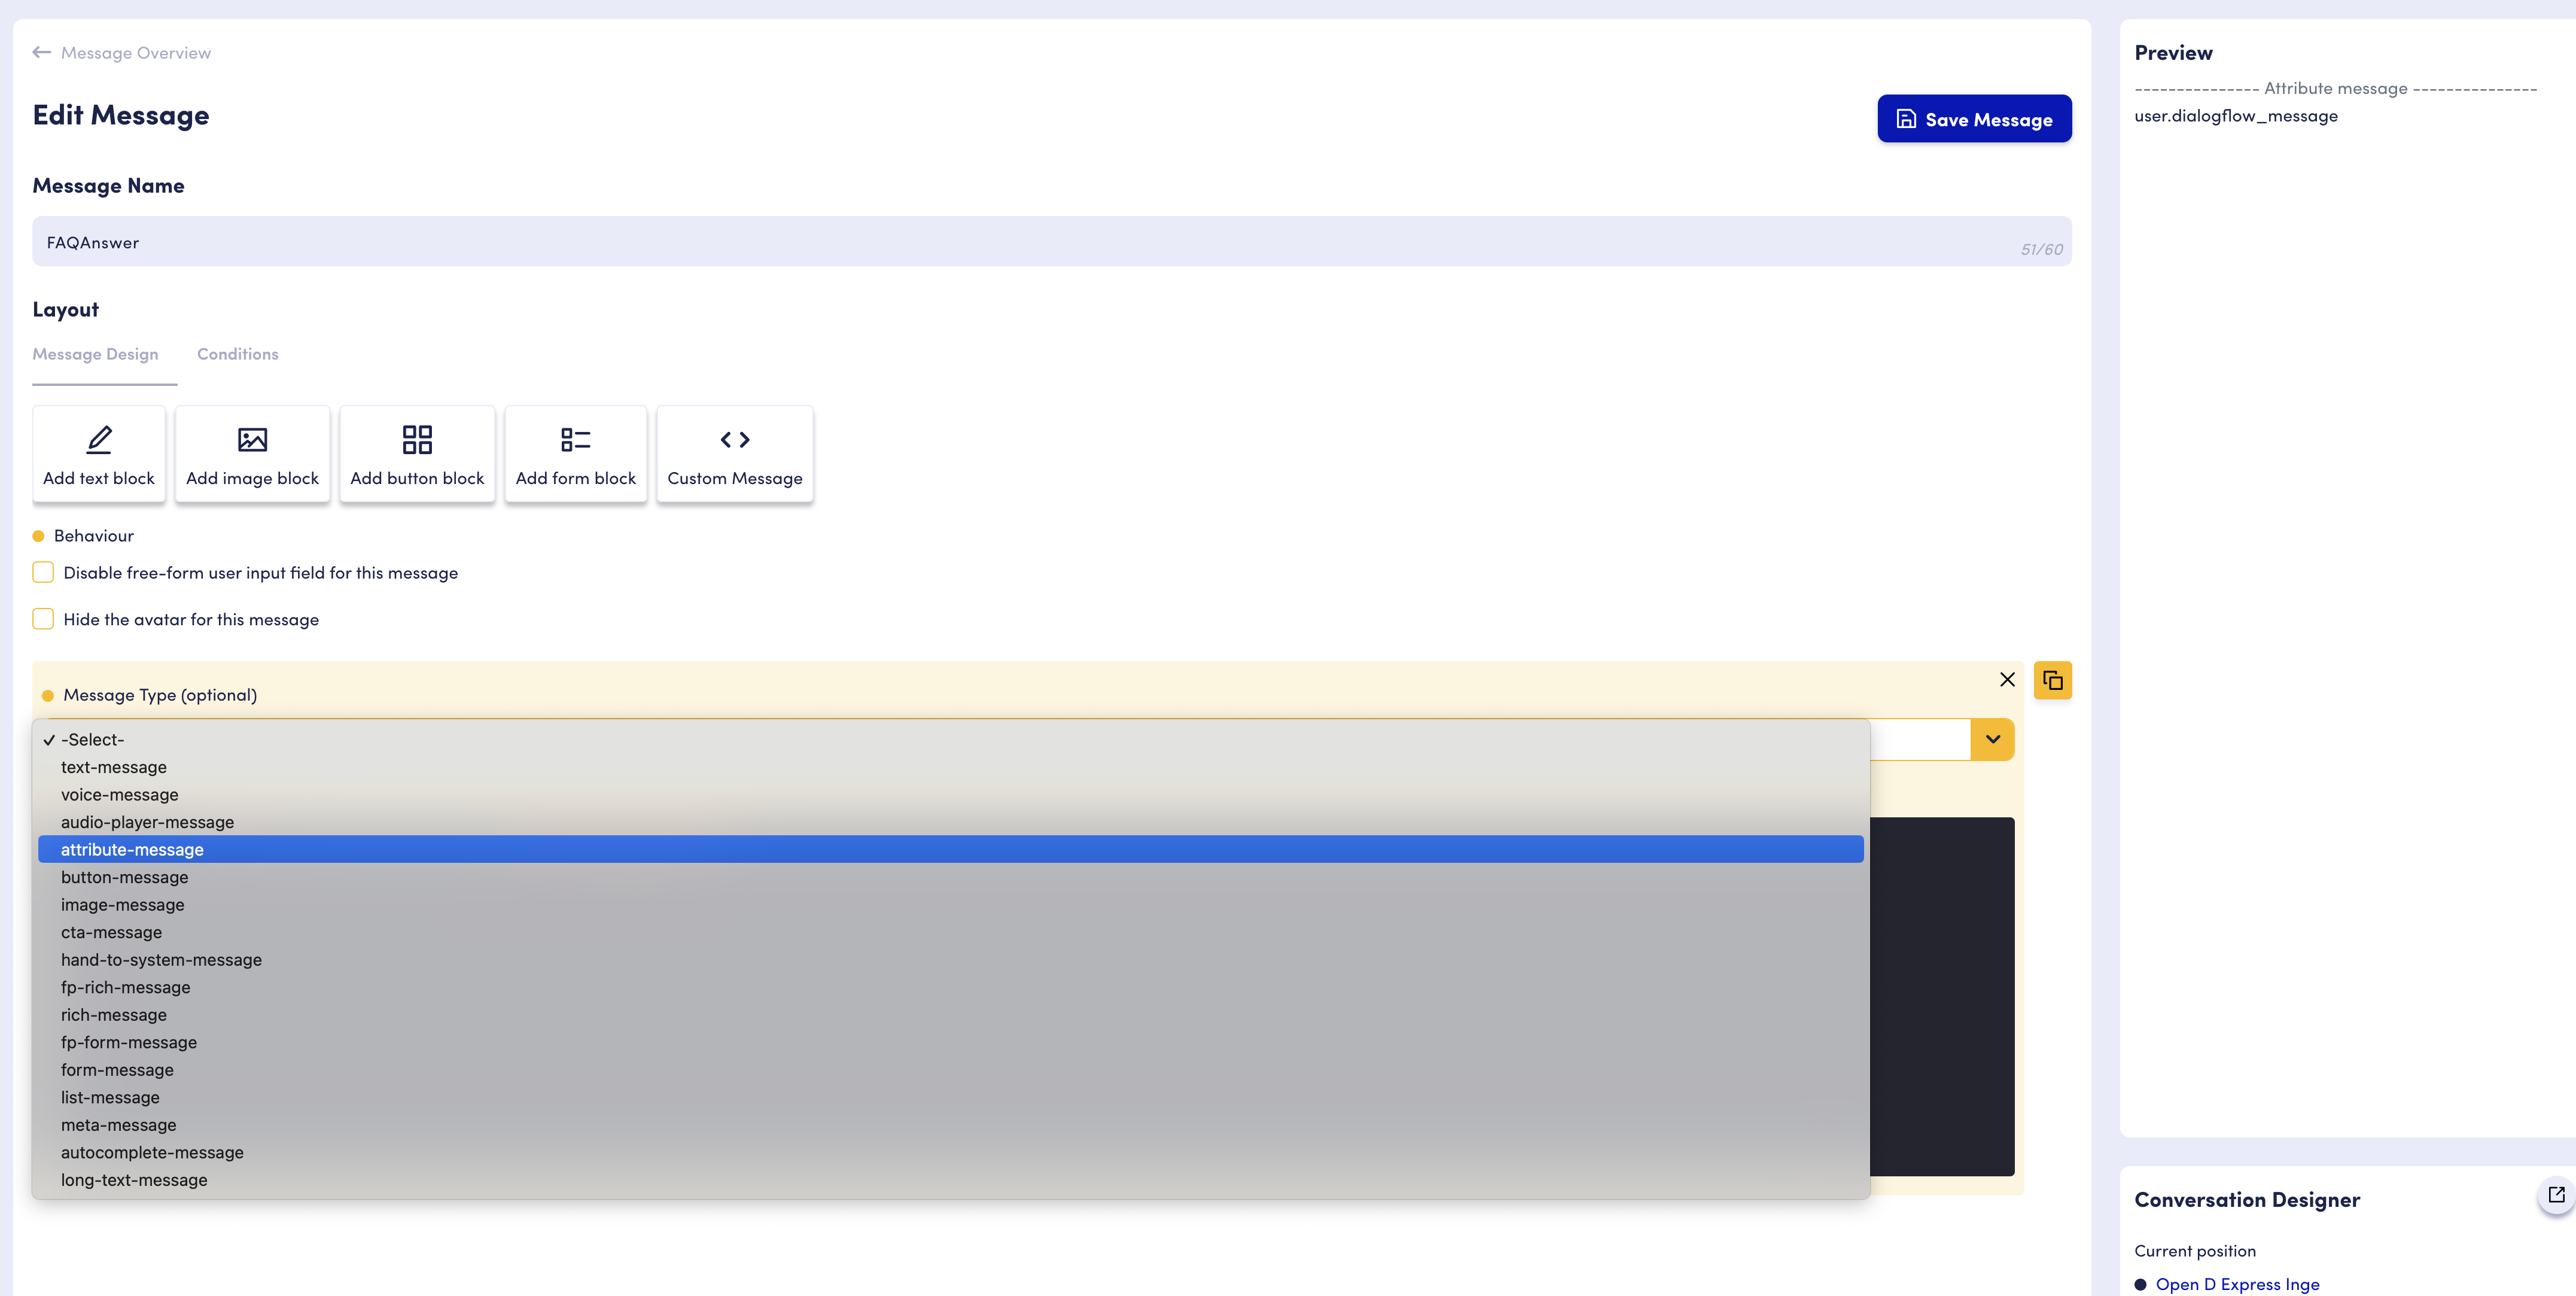 Message Overview
Edit Message
Save Message
Message Name
FAQAnswer
51/60
Layout
Message Design
Conditions
Add text block
Add image block
Add button block
Add form block
Custom Message
Behaviour
Disable free-form user input field for this message
Hide the avatar for this message
Message Type (optional)
-Select-
text-message
voice-message
audio-player-message
attribute-message
button-message
image-message
cta-message
hand-to-system-message
fp-rich-message
rich-message
fp-form-message
form-message
list-message
meta-message
autocomplete-message
long-text-message
Preview
--------------- Attribute message ---------------
user.dialogflow_message
Conversation Designer
Current position
Open D Express Inge